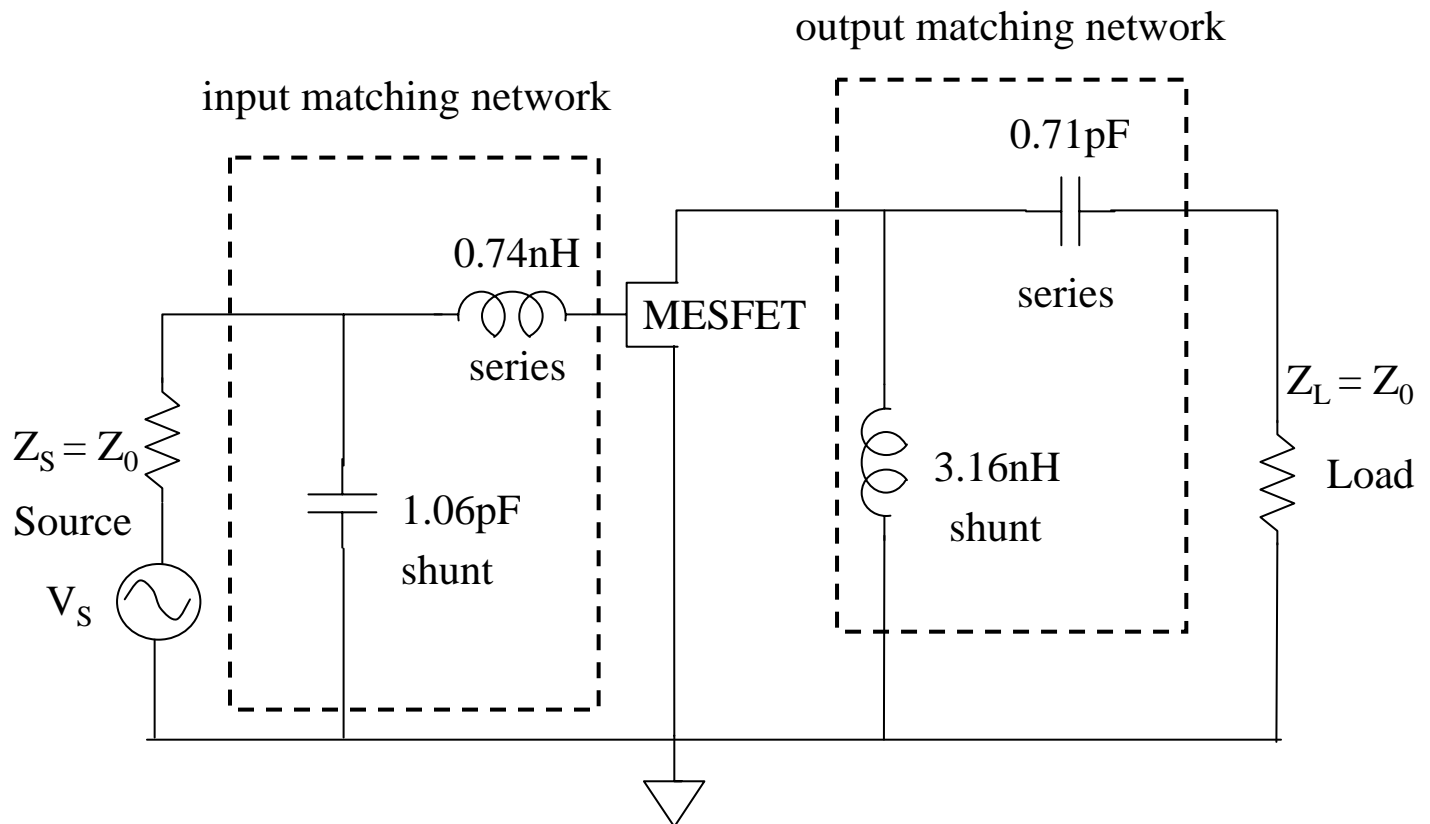 output matching network
input matching network
0.71pF
series
0.74nH
series
MESFET
Z_S = Z_0
Source
V_S
1.06pF
shunt
3.16nH
shunt
Z_L = Z_0
Load